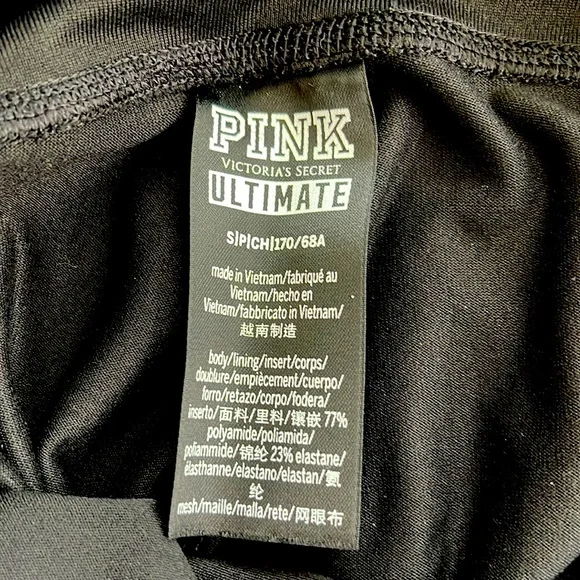 PINK
VICTORIA'S SECRET
ULTIMATE
S|P|CH|170/68A
made in Vietnam/fabriqué au
Vietnam/hecho en
Vietnam/fabbricato in Vietnam/
越南制造
body/lining/insert/corps/
doublure/empiècement/cuerpo/
forro/retazo/corpo/fodera/
inserto/面料/里料/镶嵌 77%
polyamide/poliamida/
poliammide/锦纶 23% elastane/
élasthanne/elastano/elastan/氨
纶
mesh/maille/malla/rete/网眼布